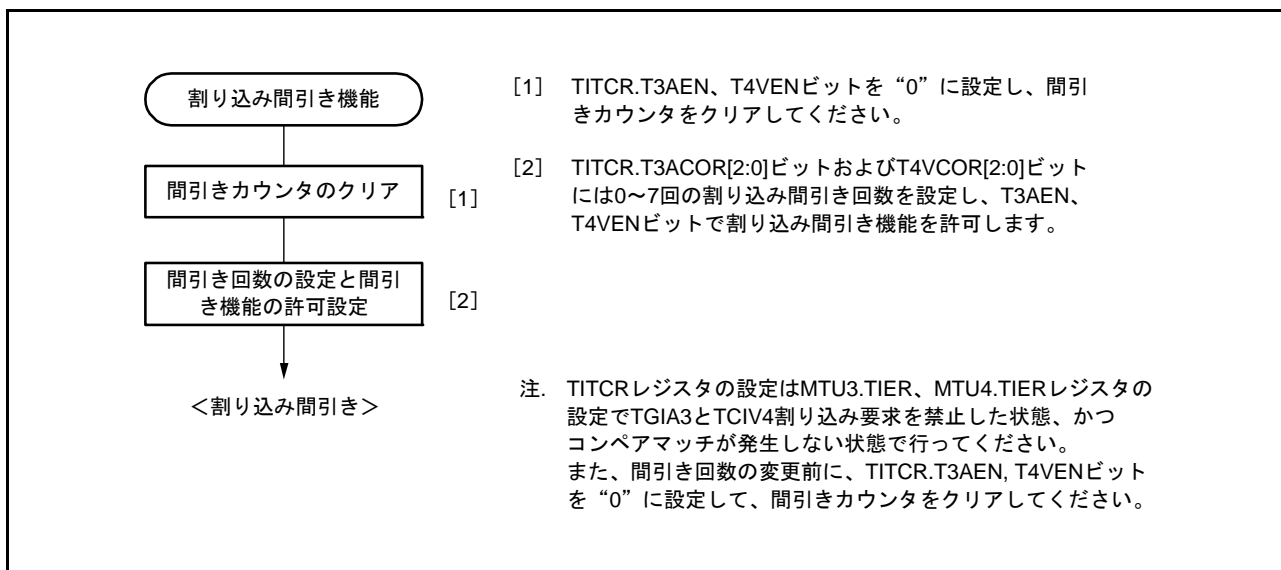 割り込み間引き機能
間引きカウンタのクリア
[1]
間引き回数の設定と間引
き機能の許可設定
[2]
＜割り込み間引き＞
[1] TITCR.T3AEN、T4VENビットを“0”に設定し、間引
きカウンタをクリアしてください。
[2] TITCR.T3ACOR[2:0]ビットおよびT4VCOR[2:0]ビット
には0～7回の割り込み間引き回数を設定し、T3AEN、
T4VENビットで割り込み間引き機能を許可します。
注. TITCRレジスタの設定はMTU3.TIER、MTU4.TIERレジスタの
設定でTGIA3とTCIV4割り込み要求を禁止した状態、かつ
コンペアマッチが発生しない状態で行ってください。
また、間引き回数の変更前に、TITCR.T3AEN, T4VENビット
を“0”に設定して、間引きカウンタをクリアしてください。